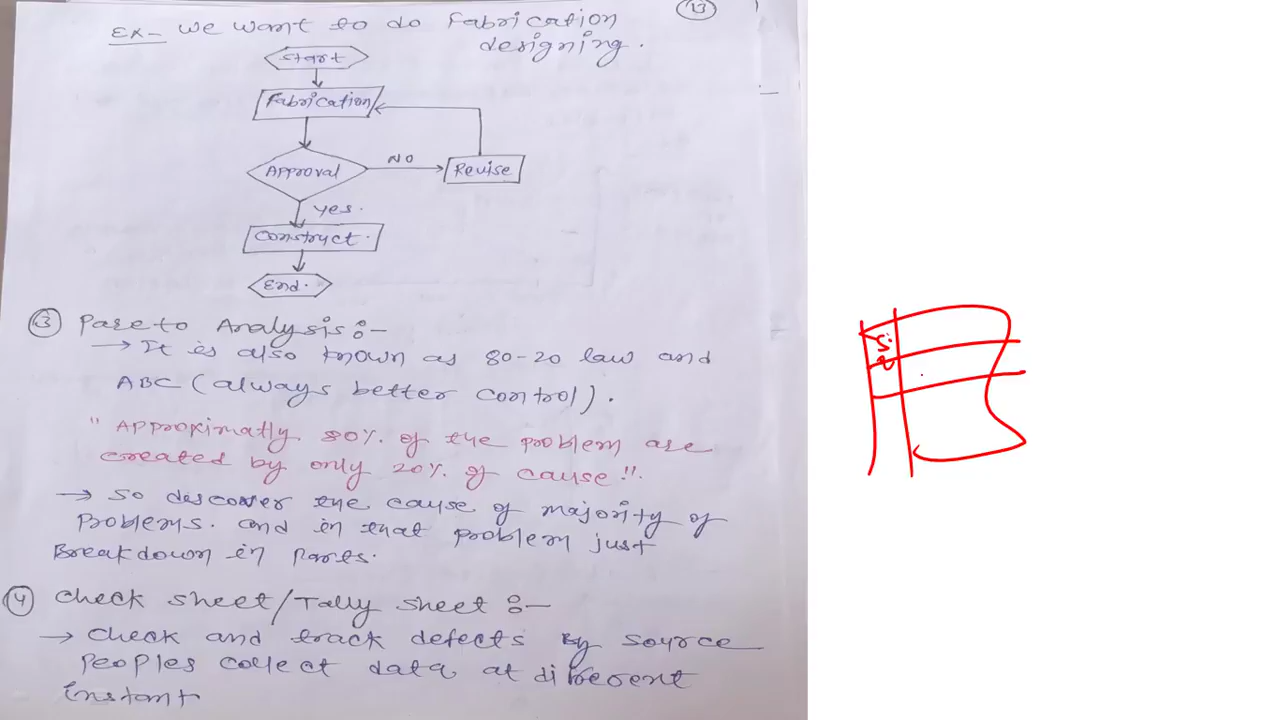 13
Ex- We want to do Fabrication
designing.
Start
Fabrication
Approval
NO
Revise
Yes.
Construct.
End.
③ Pareto Analysis:-
→ It is also known as 80-20 law and
ABC (always better control).
"Approximatly 80% of the problem are
created by only 20% of cause".
→ So discover the cause of majority of
Problems. and in that problem just
Breakdown in Parts.
④ Check sheet/Tally sheet :-
→ Check and track defects By source
Peoples collect data at different
instant